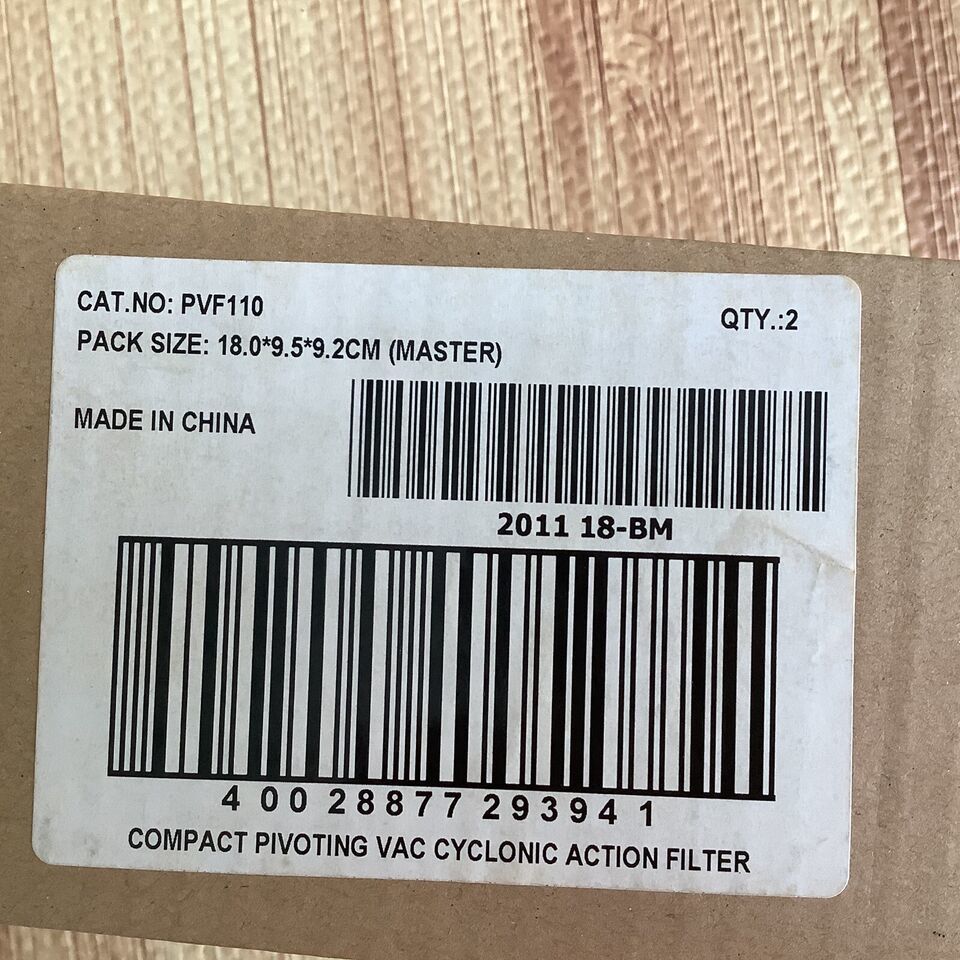 CAT.NO: PVF110
QTY.:2
PACK SIZE: 18.0*9.5*9.2CM (MASTER)
MADE IN CHINA
2011 18-BM
4 00 28877 29394 1
COMPACT PIVOTING VAC CYCLONIC ACTION FILTER